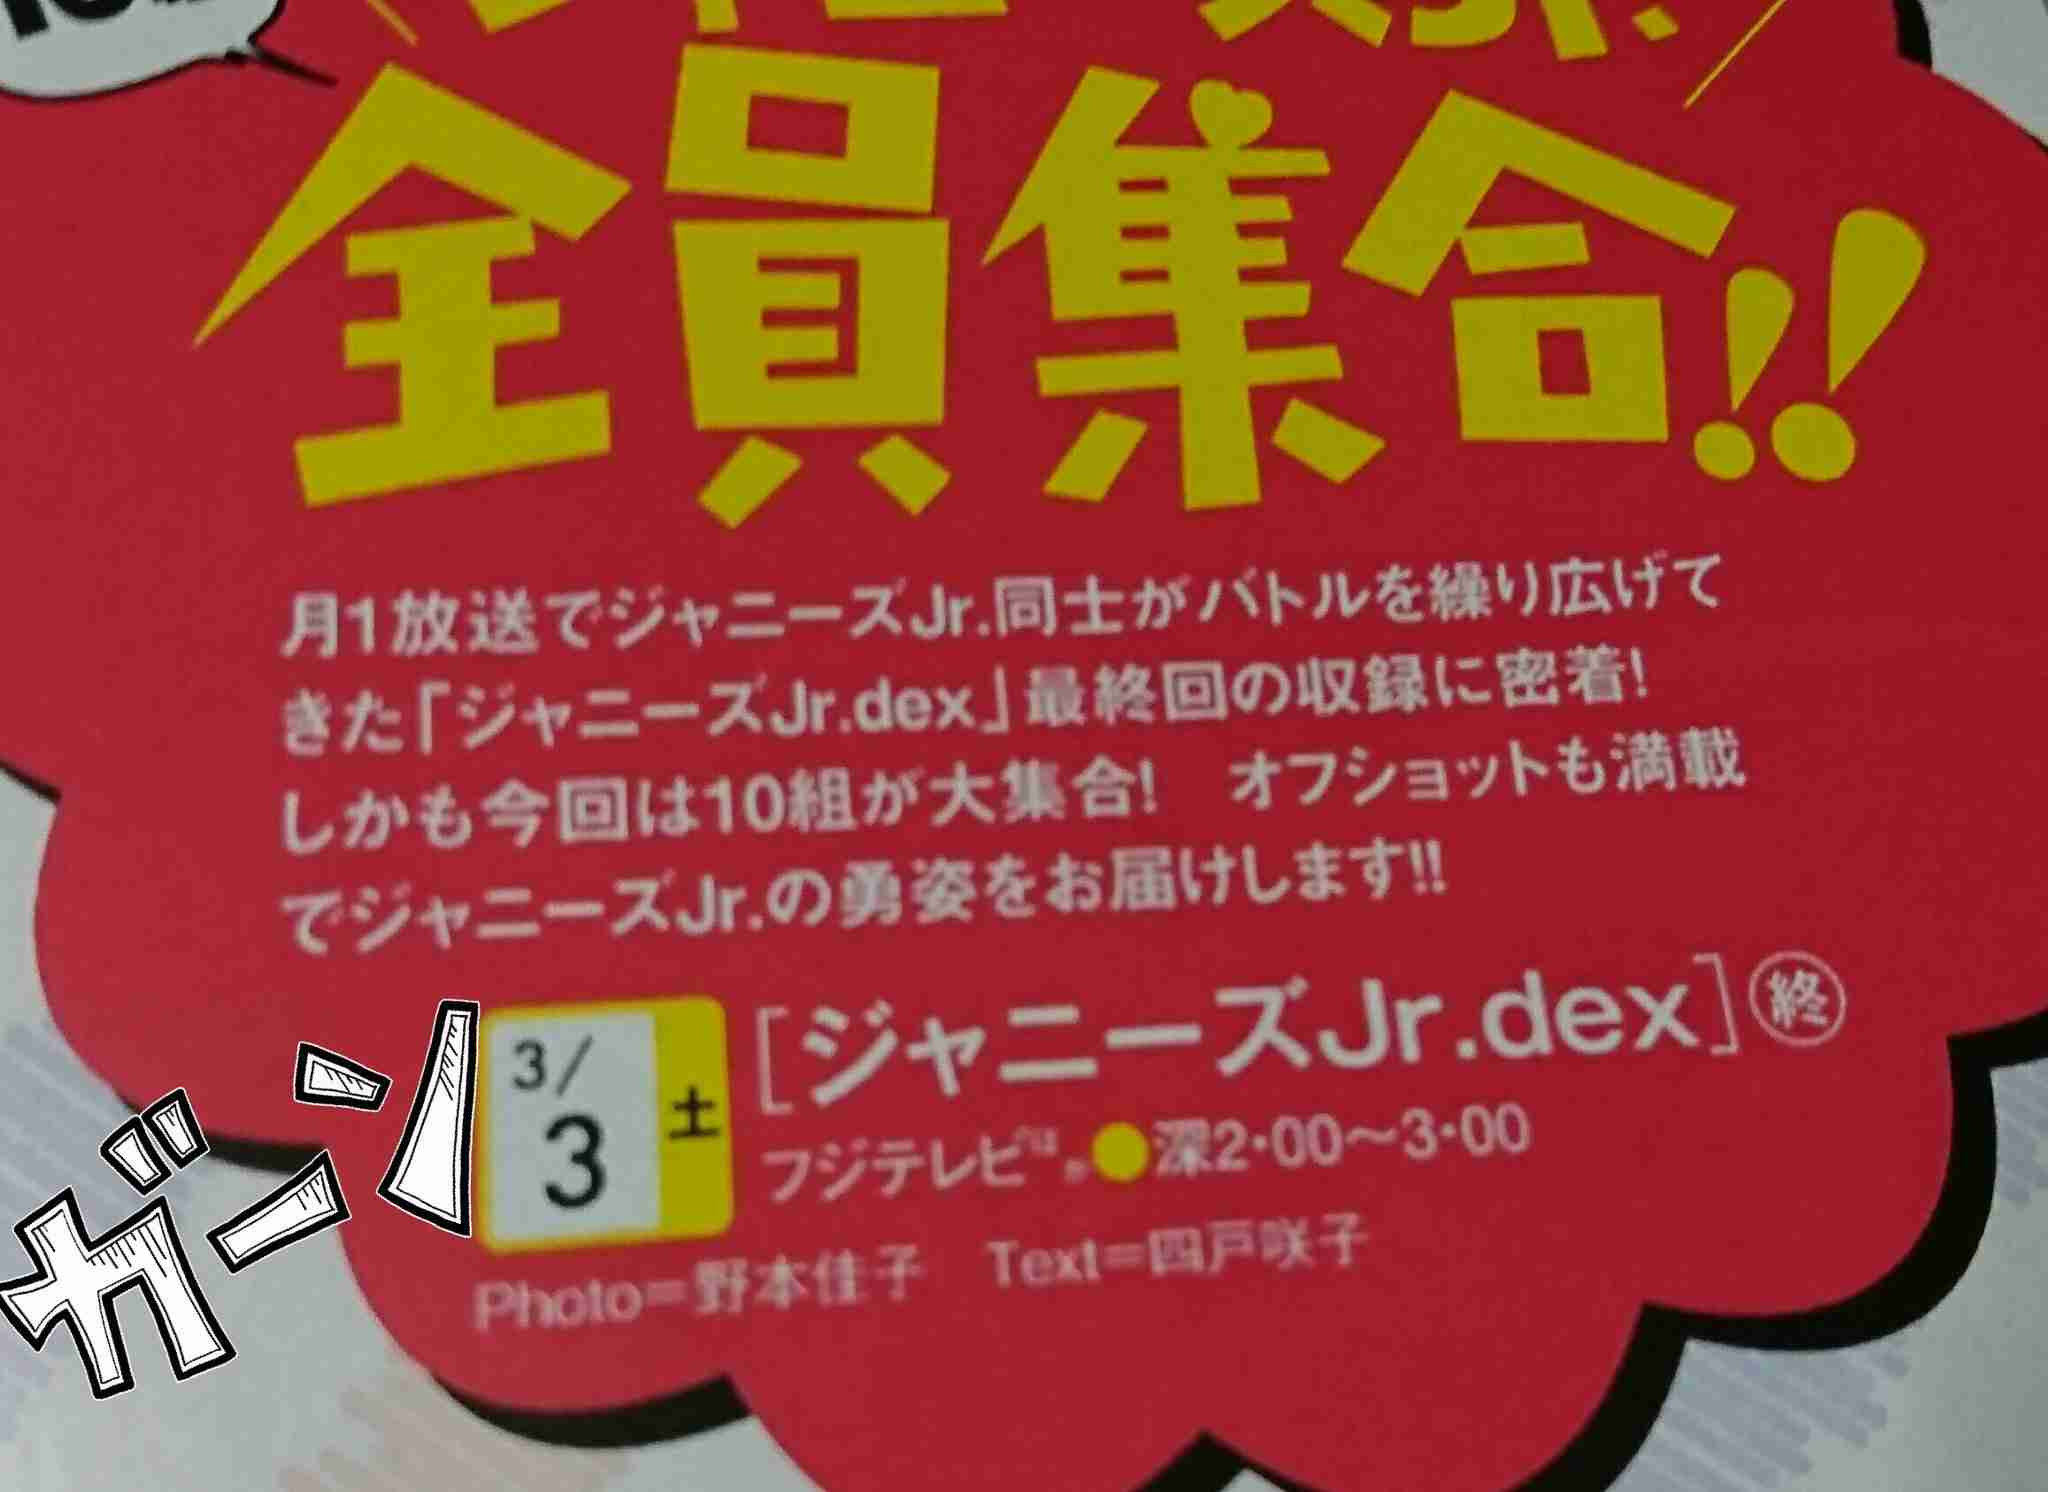 全員集合!!
月1放送でジャニーズJr.同士がバトルを繰り広げて
きた「ジャニーズJr.dex」最終回の収録に密着!
しかも今回は10組が大集合! オフショットも満載
でジャニーズJr.の勇姿をお届けします!!
3/3 土
[ジャニーズJr.dex]終
フジテレビほか●深2・00〜3・00
Photo=野本佳子 Text=四戸咲子
ガーン